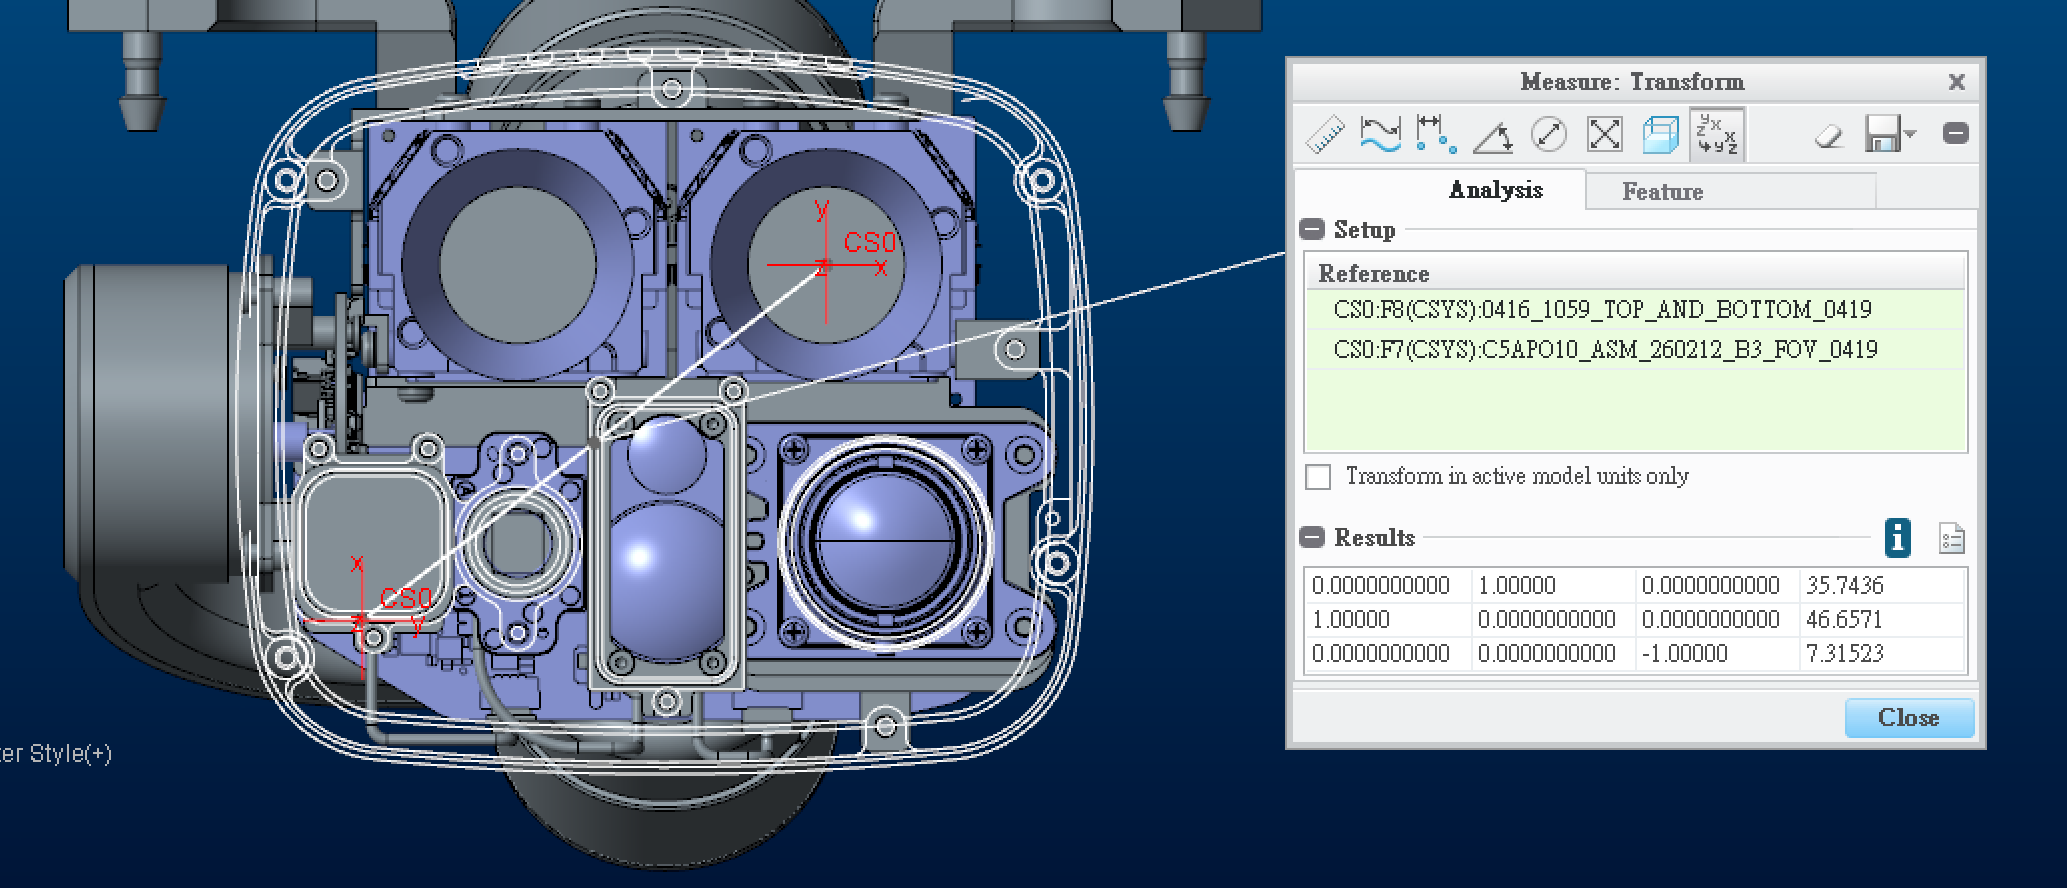 Measure: Transform
Analysis
Feature
Setup
Reference
CS0:F8(CSYS):0416_1059_TOP_AND_BOTTOM_0419
CS0:F7(CSYS):C5APO10_ASM_260212_B3_FOV_0419
Transform in active model units only
Results
0.0000000000 1.00000 0.0000000000 35.7436
1.00000 0.0000000000 0.0000000000 46.6571
0.0000000000 0.0000000000 -1.00000 7.31523
Close
y
CS0
z x
x
CS0
z y
er Style(+)